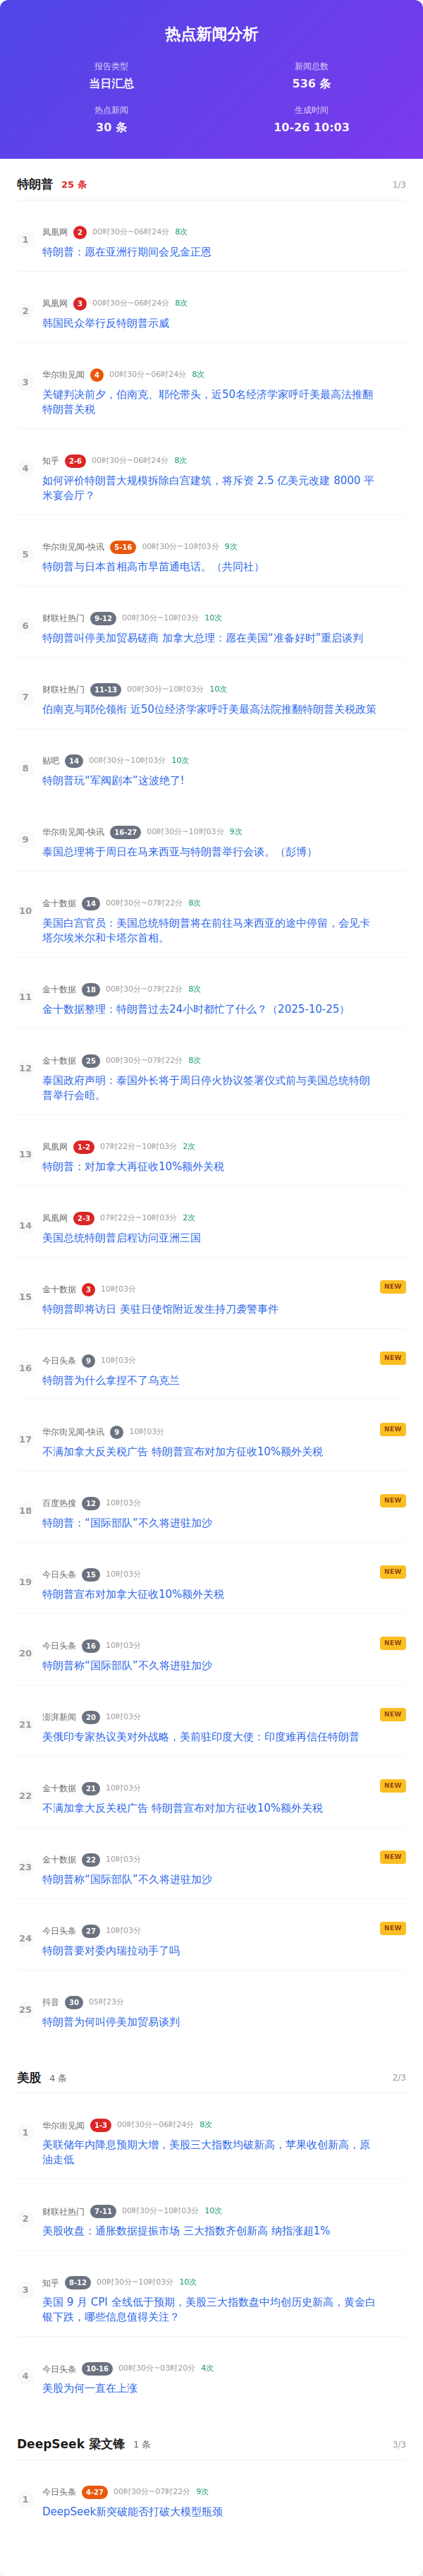 热点新闻分析
报告类型
新闻总数
当日汇总
536 条
热点新闻
生成时间
30 条
10-26 10:03
特朗普 25 条 1/3
1
凤凰网 2 00时30分~06时24分 8次
特朗普：愿在亚洲行期间会见金正恩
2
凤凰网 3 00时30分~06时24分 8次
韩国民众举行反特朗普示威
3
华尔街见闻 4 00时30分~06时24分 8次
关键判决前夕，伯南克、耶伦带头，近50名经济学家呼吁美最高法推翻
特朗普关税
4
知乎 2-6 00时30分~06时24分 8次
如何评价特朗普大规模拆除白宫建筑，将斥资 2.5 亿美元改建 8000 平
米宴会厅？
5
华尔街见闻-快讯 5-16 00时30分~10时03分 9次
特朗普与日本首相高市早苗通电话。（共同社）
6
财联社热门 9-12 00时30分~10时03分 10次
特朗普叫停美加贸易磋商 加拿大总理：愿在美国“准备好时”重启谈判
7
财联社热门 11-13 00时30分~10时03分 10次
伯南克与耶伦领衔 近50位经济学家呼吁美最高法院推翻特朗普关税政策
8
贴吧 14 00时30分~10时03分 10次
特朗普玩“军阀剧本”这波绝了!
9
华尔街见闻-快讯 16-27 00时30分~10时03分 9次
泰国总理将于周日在马来西亚与特朗普举行会谈。（彭博）
10
金十数据 14 00时30分~07时22分 8次
美国白宫官员：美国总统特朗普将在前往马来西亚的途中停留，会见卡
塔尔埃米尔和卡塔尔首相。
11
金十数据 18 00时30分~07时22分 8次
金十数据整理：特朗普过去24小时都忙了什么？（2025-10-25）
12
金十数据 25 00时30分~07时22分 8次
泰国政府声明：泰国外长将于周日停火协议签署仪式前与美国总统特朗
普举行会晤。
13
凤凰网 1-2 07时22分~10时03分 2次
特朗普：对加拿大再征收10%额外关税
14
凤凰网 2-3 07时22分~10时03分 2次
美国总统特朗普启程访问亚洲三国
15
金十数据 3 10时03分 NEW
特朗普即将访日 美驻日使馆附近发生持刀袭警事件
16
今日头条 9 10时03分 NEW
特朗普为什么拿捏不了乌克兰
17
华尔街见闻-快讯 9 10时03分 NEW
不满加拿大反关税广告 特朗普宣布对加方征收10%额外关税
18
百度热搜 12 10时03分 NEW
特朗普：“国际部队”不久将进驻加沙
19
今日头条 15 10时03分 NEW
特朗普宣布对加拿大征收10%额外关税
20
今日头条 16 10时03分 NEW
特朗普称“国际部队”不久将进驻加沙
21
澎湃新闻 20 10时03分 NEW
美俄印专家热议美对外战略，美前驻印度大使：印度难再信任特朗普
22
金十数据 21 10时03分 NEW
不满加拿大反关税广告 特朗普宣布对加方征收10%额外关税
23
金十数据 22 10时03分 NEW
特朗普称“国际部队”不久将进驻加沙
24
今日头条 27 10时03分 NEW
特朗普要对委内瑞拉动手了吗
25
抖音 30 05时23分
特朗普为何叫停美加贸易谈判
美股 4 条 2/3
1
华尔街见闻 1-3 00时30分~06时24分 8次
美联储年内降息预期大增，美股三大指数均破新高，苹果收创新高，原
油走低
2
财联社热门 7-11 00时30分~10时03分 10次
美股收盘：通胀数据提振市场 三大指数齐创新高 纳指涨超1%
3
知乎 8-12 00时30分~10时03分 10次
美国 9 月 CPI 全线低于预期，美股三大指数盘中均创历史新高，黄金白
银下跌，哪些信息值得关注？
4
今日头条 10-16 00时30分~03时20分 4次
美股为何一直在上涨
DeepSeek 梁文锋 1 条 3/3
1
今日头条 4-27 00时30分~07时22分 9次
DeepSeek新突破能否打破大模型瓶颈